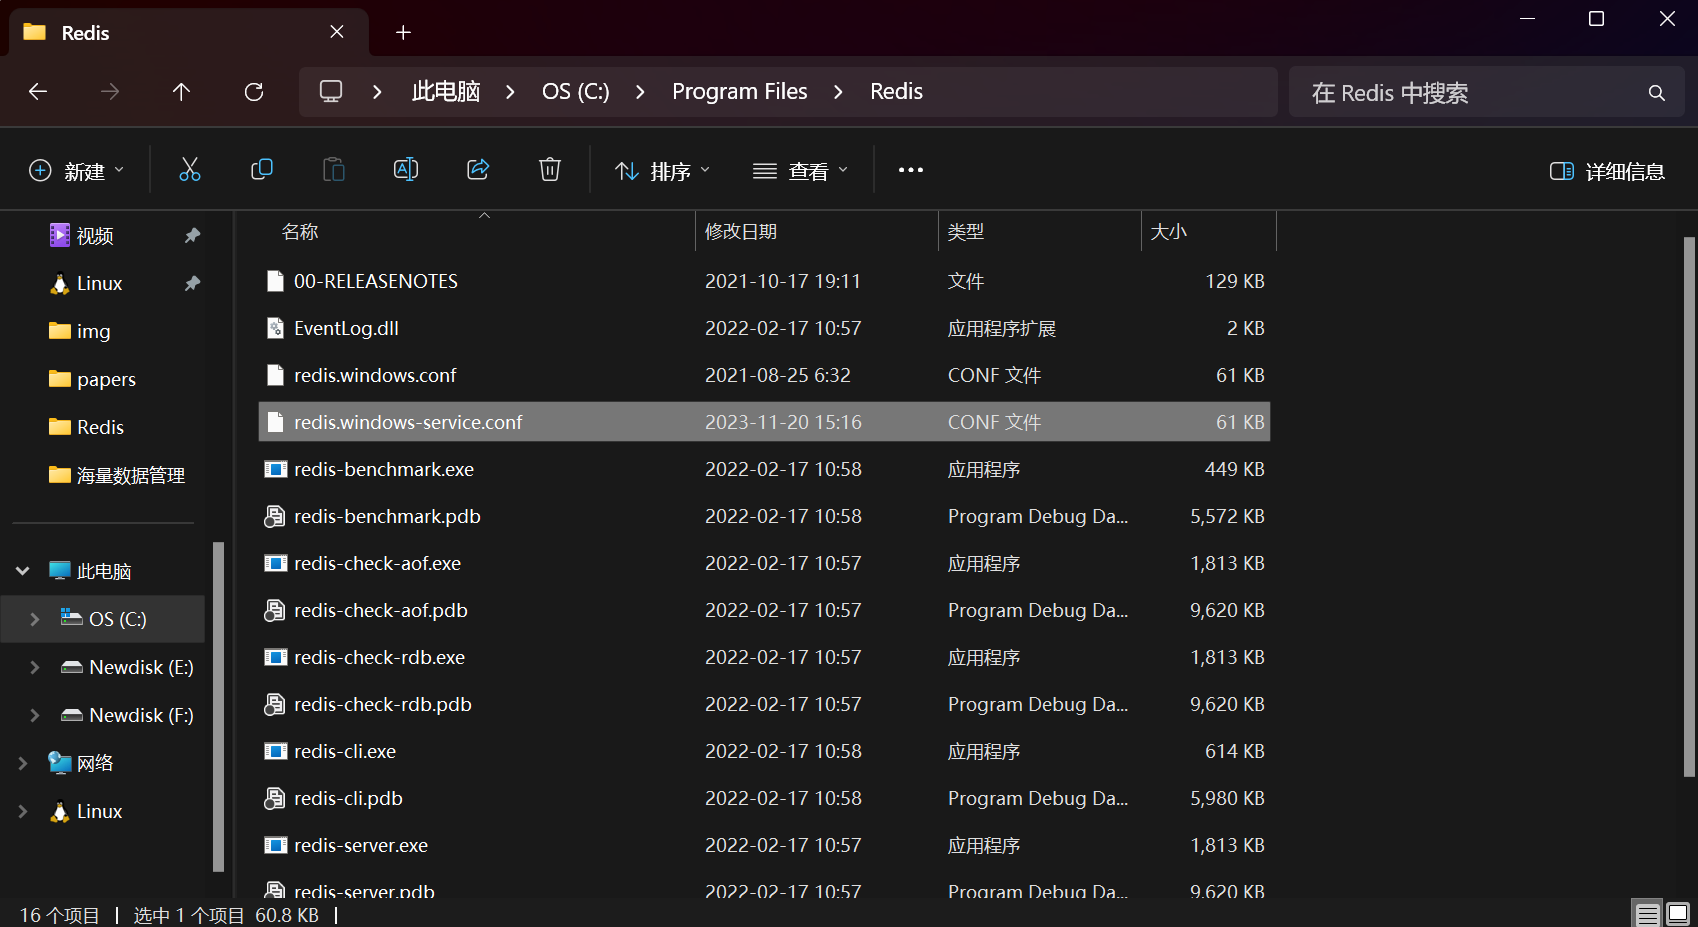 Redis
此电脑 OS (C:) Program Files Redis
在 Redis 中搜索
新建 排序 查看 ••• 详细信息
视频
Linux
img
papers
Redis
海量数据管理
此电脑
OS (C:)
Newdisk (E:)
Newdisk (F:)
网络
Linux
名称 修改日期 类型 大小
00-RELEASENOTES 2021-10-17 19:11 文件 129 KB
EventLog.dll 2022-02-17 10:57 应用程序扩展 2 KB
redis.windows.conf 2021-08-25 6:32 CONF 文件 61 KB
redis.windows-service.conf 2023-11-20 15:16 CONF 文件 61 KB
redis-benchmark.exe 2022-02-17 10:58 应用程序 449 KB
redis-benchmark.pdb 2022-02-17 10:58 Program Debug Da... 5,572 KB
redis-check-aof.exe 2022-02-17 10:57 应用程序 1,813 KB
redis-check-aof.pdb 2022-02-17 10:57 Program Debug Da... 9,620 KB
redis-check-rdb.exe 2022-02-17 10:57 应用程序 1,813 KB
redis-check-rdb.pdb 2022-02-17 10:57 Program Debug Da... 9,620 KB
redis-cli.exe 2022-02-17 10:58 应用程序 614 KB
redis-cli.pdb 2022-02-17 10:58 Program Debug Da... 5,980 KB
redis-server.exe 2022-02-17 10:57 应用程序 1,813 KB
redis-server.pdb 2022-02-17 10:57 Program Debug Da... 9,620 KB
16 个项目 选中 1 个项目 60.8 KB